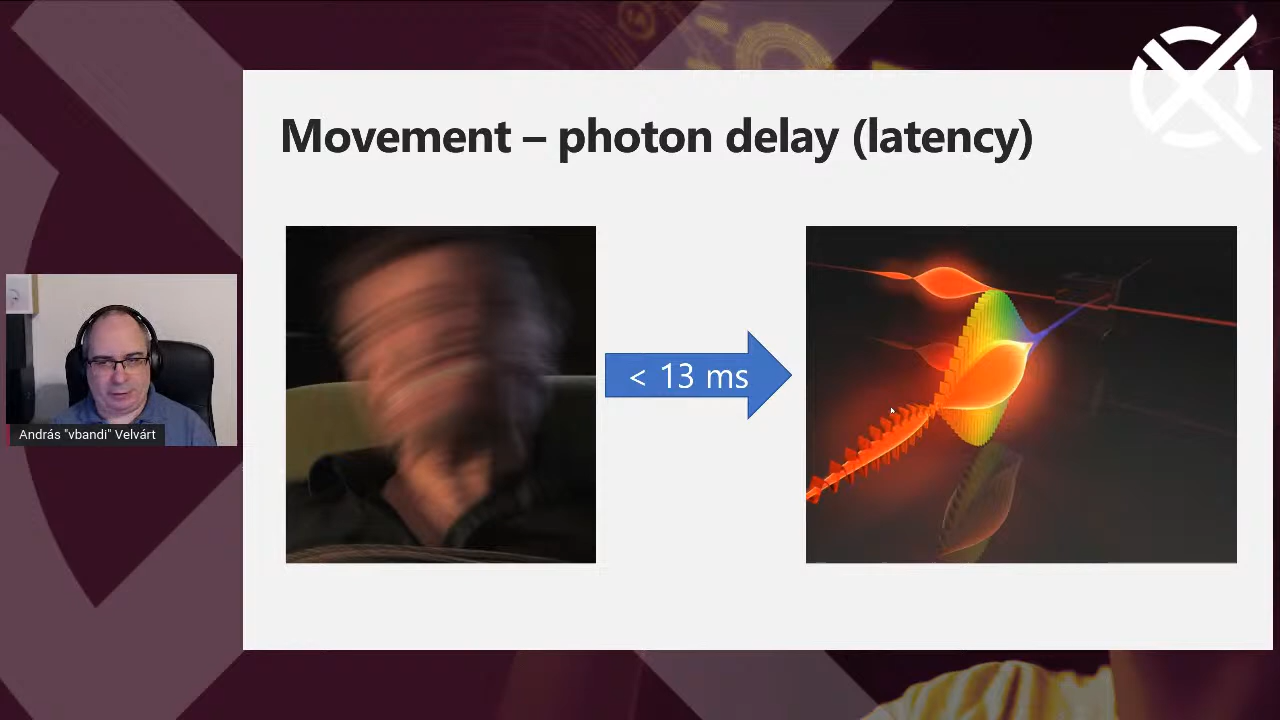 Movement – photon delay (latency)
< 13 ms
András "vbandi" Velvárt